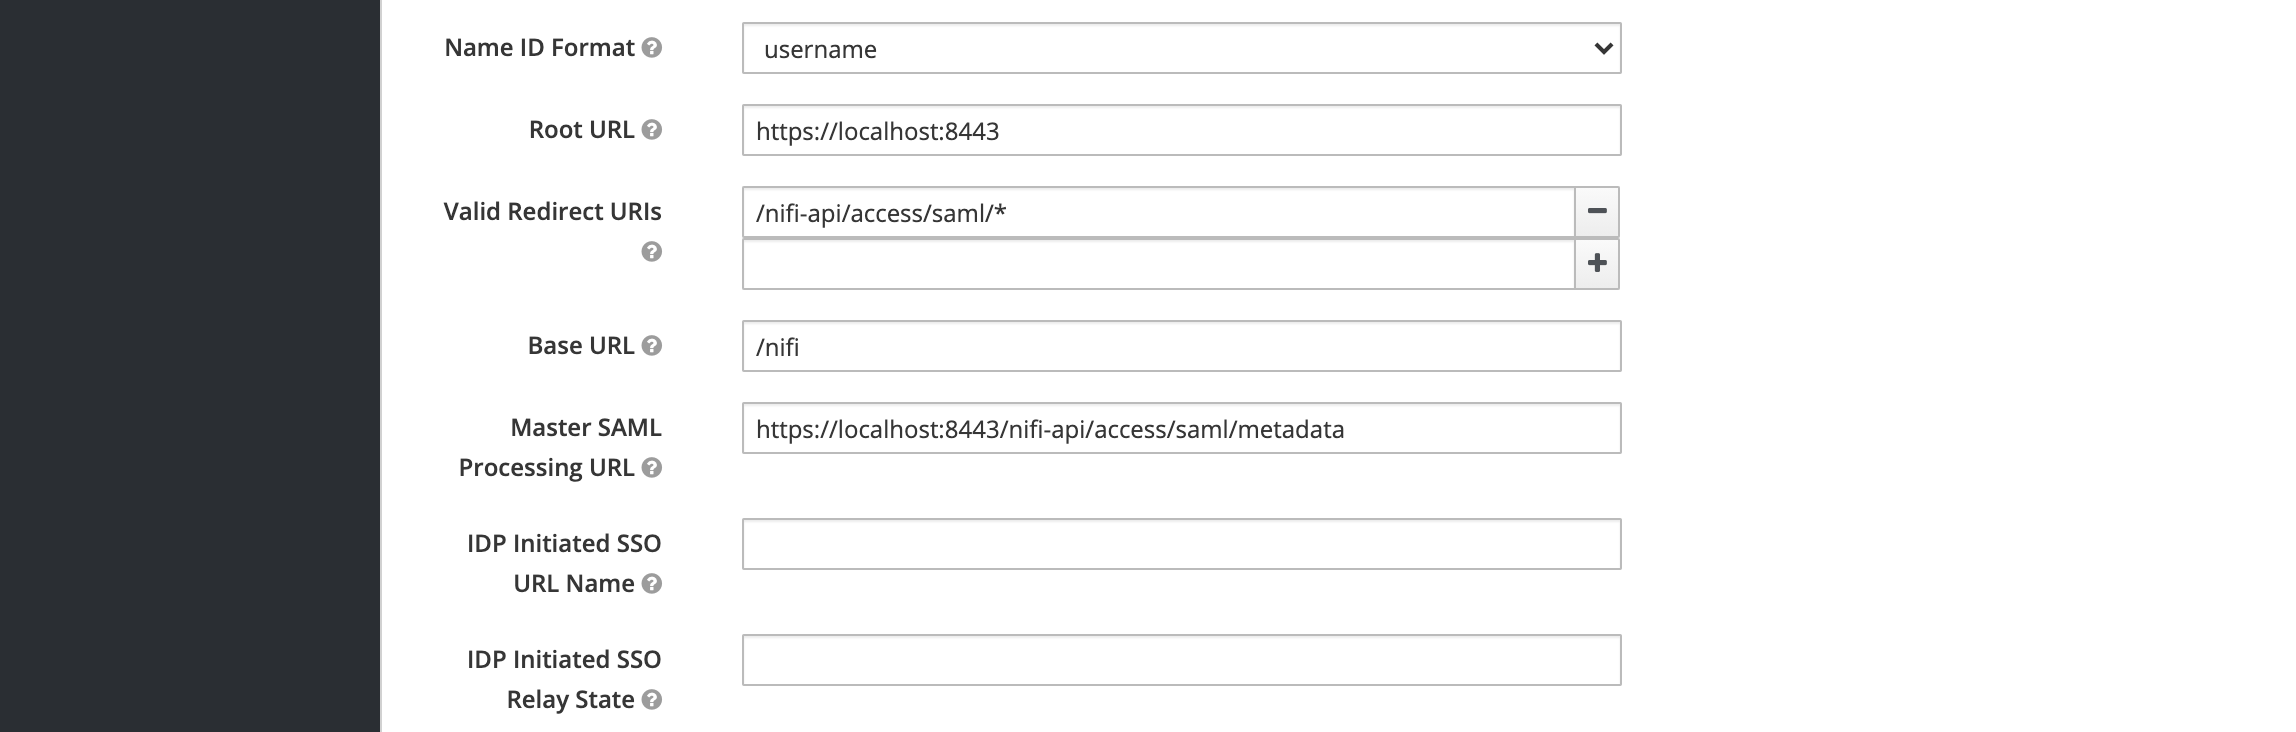 Name ID Format
username
Root URL
https://localhost:8443
Valid Redirect URIs
/nifi-api/access/saml/*
Base URL
/nifi
Master SAML
Processing URL
https://localhost:8443/nifi-api/access/saml/metadata
IDP Initiated SSO
URL Name
IDP Initiated SSO
Relay State